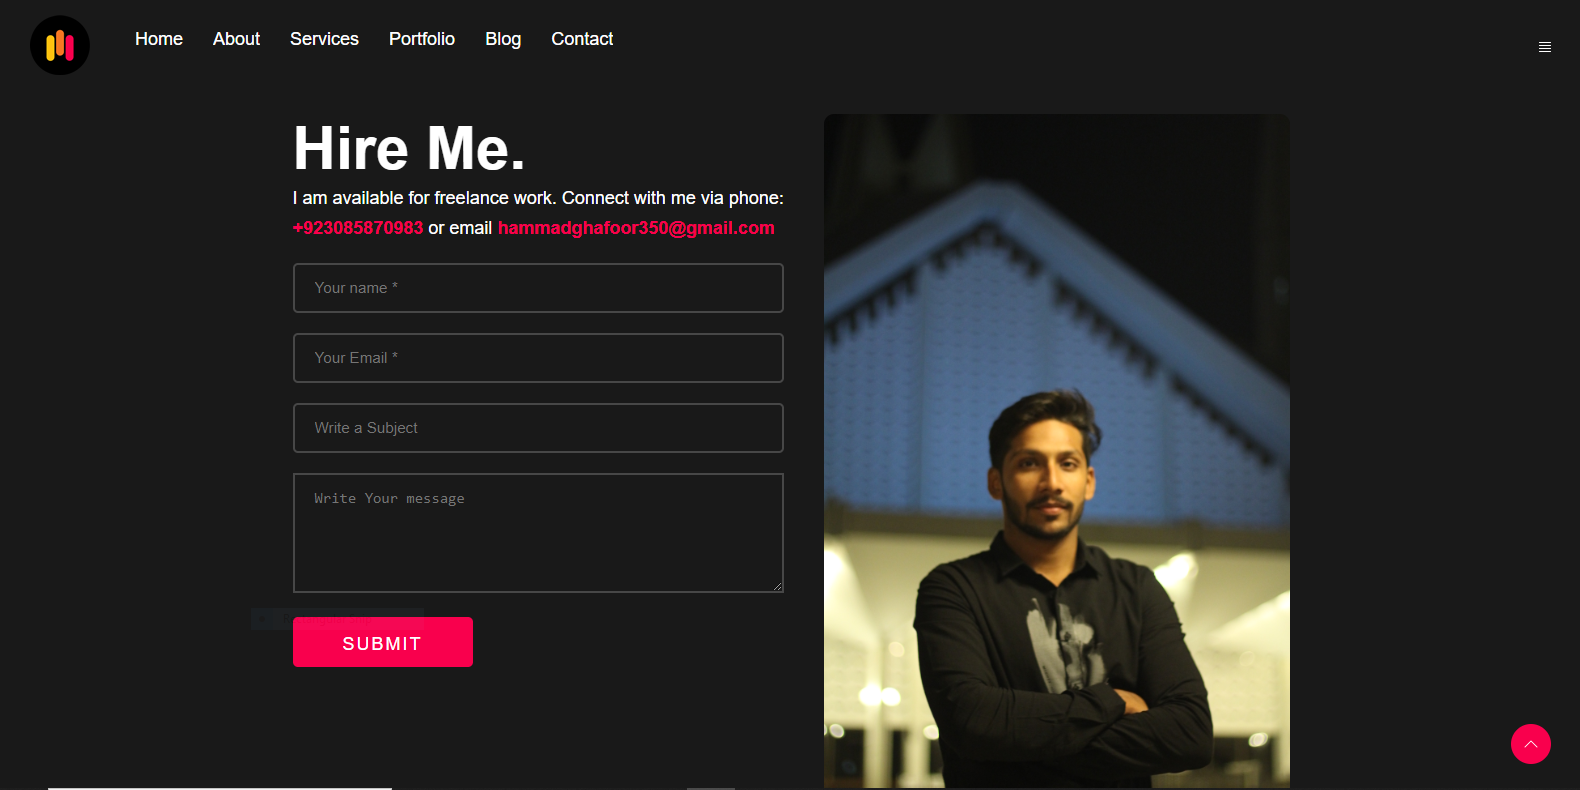 Home About Services Portfolio Blog Contact
Hire Me.
I am available for freelance work. Connect with me via phone:
+923085870983 or email hammadghafoor350@gmail.com
Your name *
Your Email *
Write a Subject
Write Your message
SUBMIT